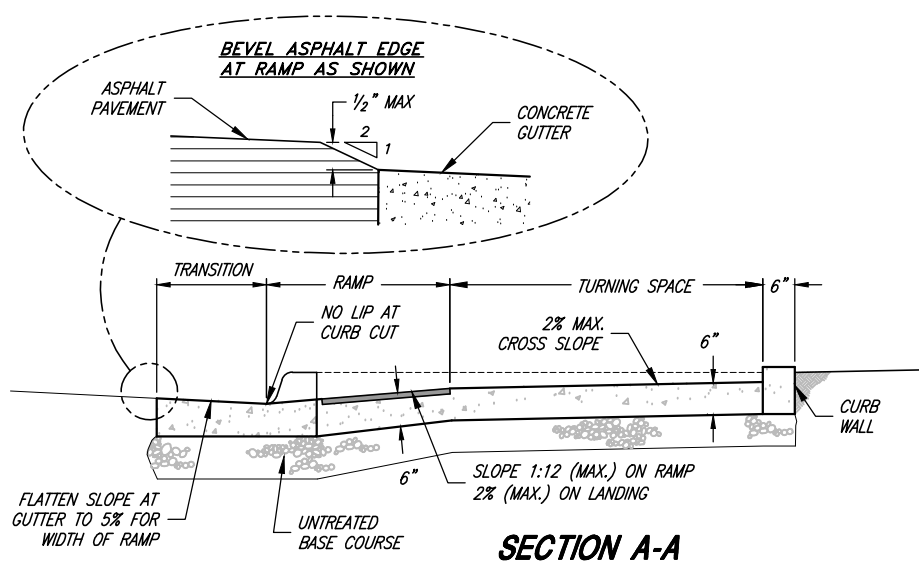 BEVEL ASPHALT EDGE
AT RAMP AS SHOWN
ASPHALT
PAVEMENT
1/2" MAX
2
1
CONCRETE
GUTTER
TRANSITION
RAMP
TURNING SPACE
6"
NO LIP AT
CURB CUT
2% MAX.
CROSS SLOPE
6"
CURB
WALL
6"
SLOPE 1:12 (MAX.) ON RAMP
2% (MAX.) ON LANDING
FLATTEN SLOPE AT
GUTTER TO 5% FOR
WIDTH OF RAMP
UNTREATED
BASE COURSE
SECTION A-A